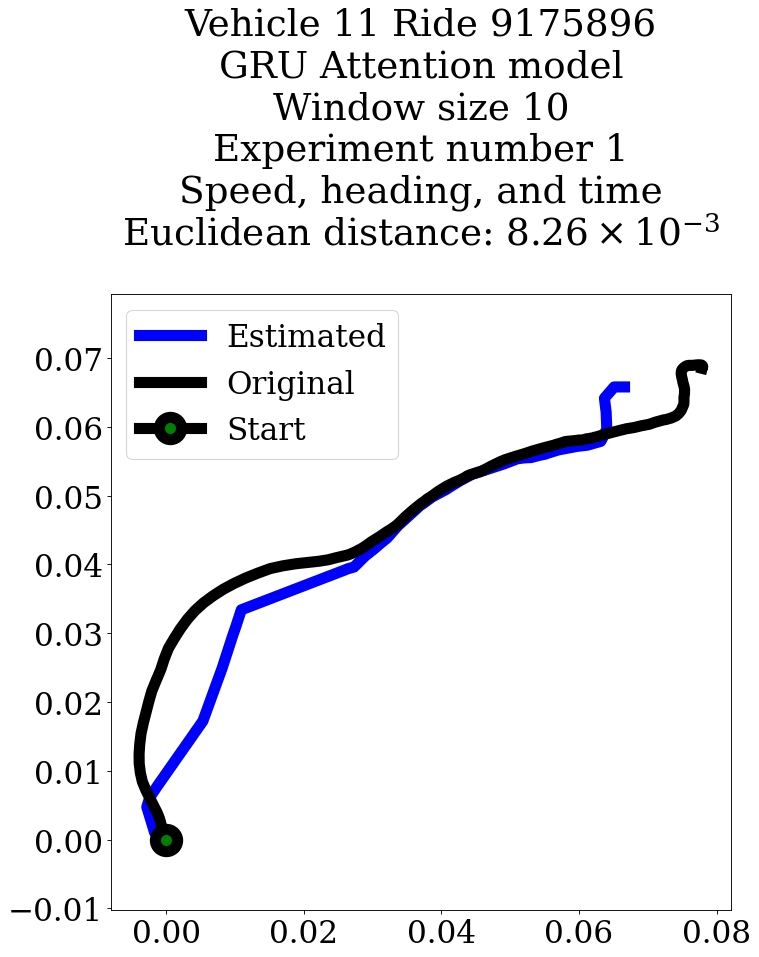 Vehicle 11 Ride 9175896
GRU Attention model
Window size 10
Experiment number 1
Speed, heading, and time
Euclidean distance: 8.26 × 10⁻³
Estimated
Original
Start
0.07
0.06
0.05
0.04
0.03
0.02
0.01
0.00
−0.01
0.00 0.02 0.04 0.06 0.08